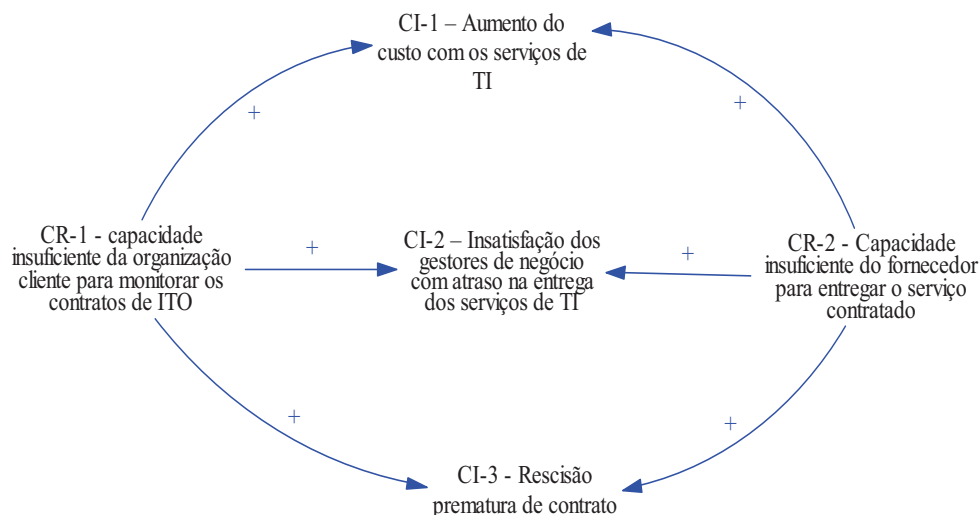 CI-1 – Aumento do
custo com os serviços de
TI
+
+
CR-1 - capacidade
insuficiente da organização
cliente para monitorar os
contratos de ITO
+
CI-2 – Insatisfação dos
gestores de negócio
com atraso na entrega
dos serviços de TI
+
CR-2 - Capacidade
insuficiente do fornecedor
para entregar o serviço
contratado
+
+
CI-3 - Rescisão
prematura de contrato